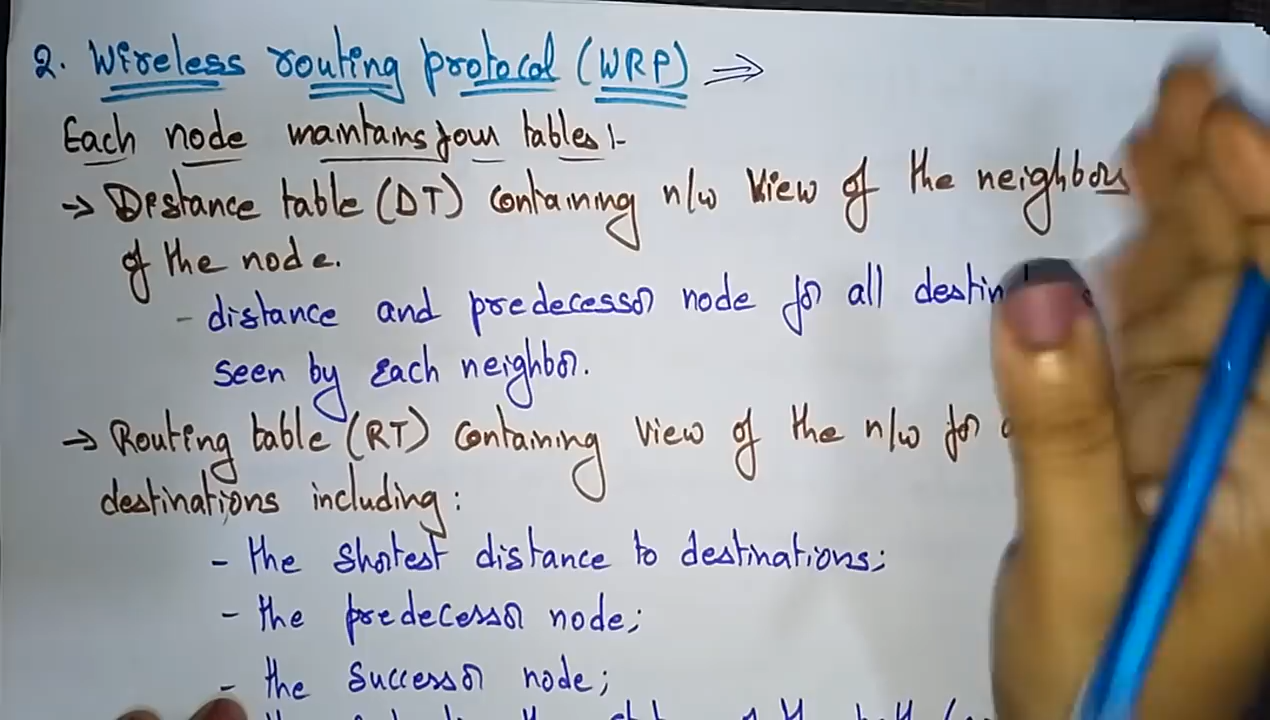 2. Wireless routing protocal (WRP) ⇒
Each node maintains four tables :-
→ Distance table (DT) containing n/w view of the neighbors
of the node.
- distance and predecessor node for all
seen by each neighbor.
→ Routing table (RT) containing view of the n/w for
destinations including :
- the shortest distance to destinations;
- the predecessor node;
- the successor node;